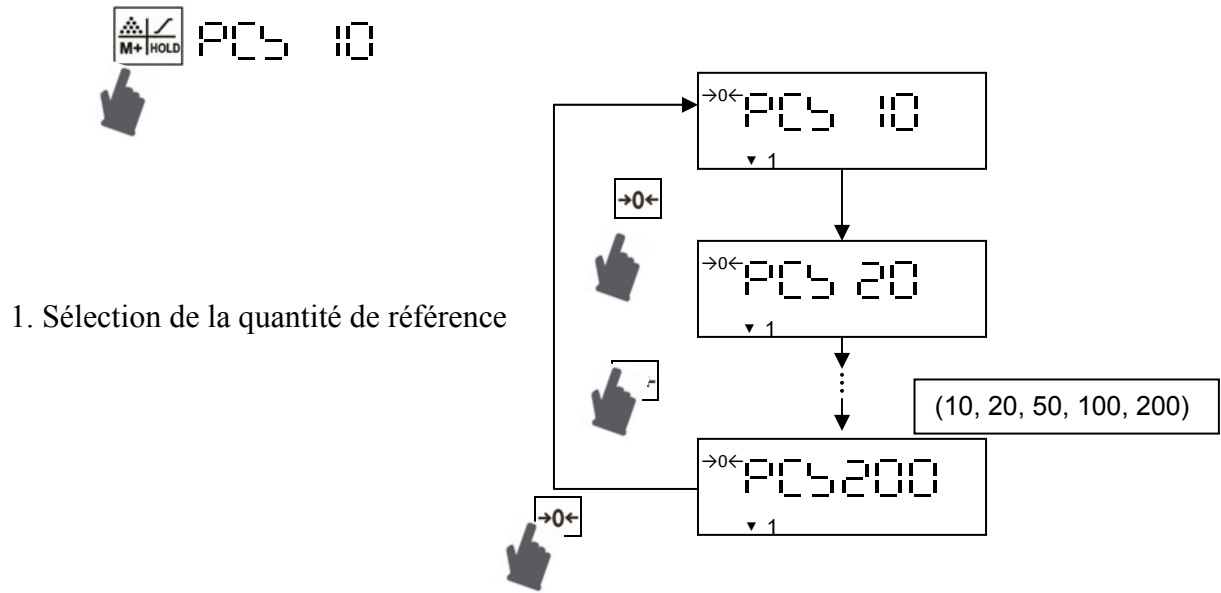 M+ HOLD PCS 10
→0← PCS 10
▼ 1
→0←
→0← PCS 20
▼ 1
1. Sélection de la quantité de référence
(10, 20, 50, 100, 200)
→0← PCS200
▼ 1
→0←